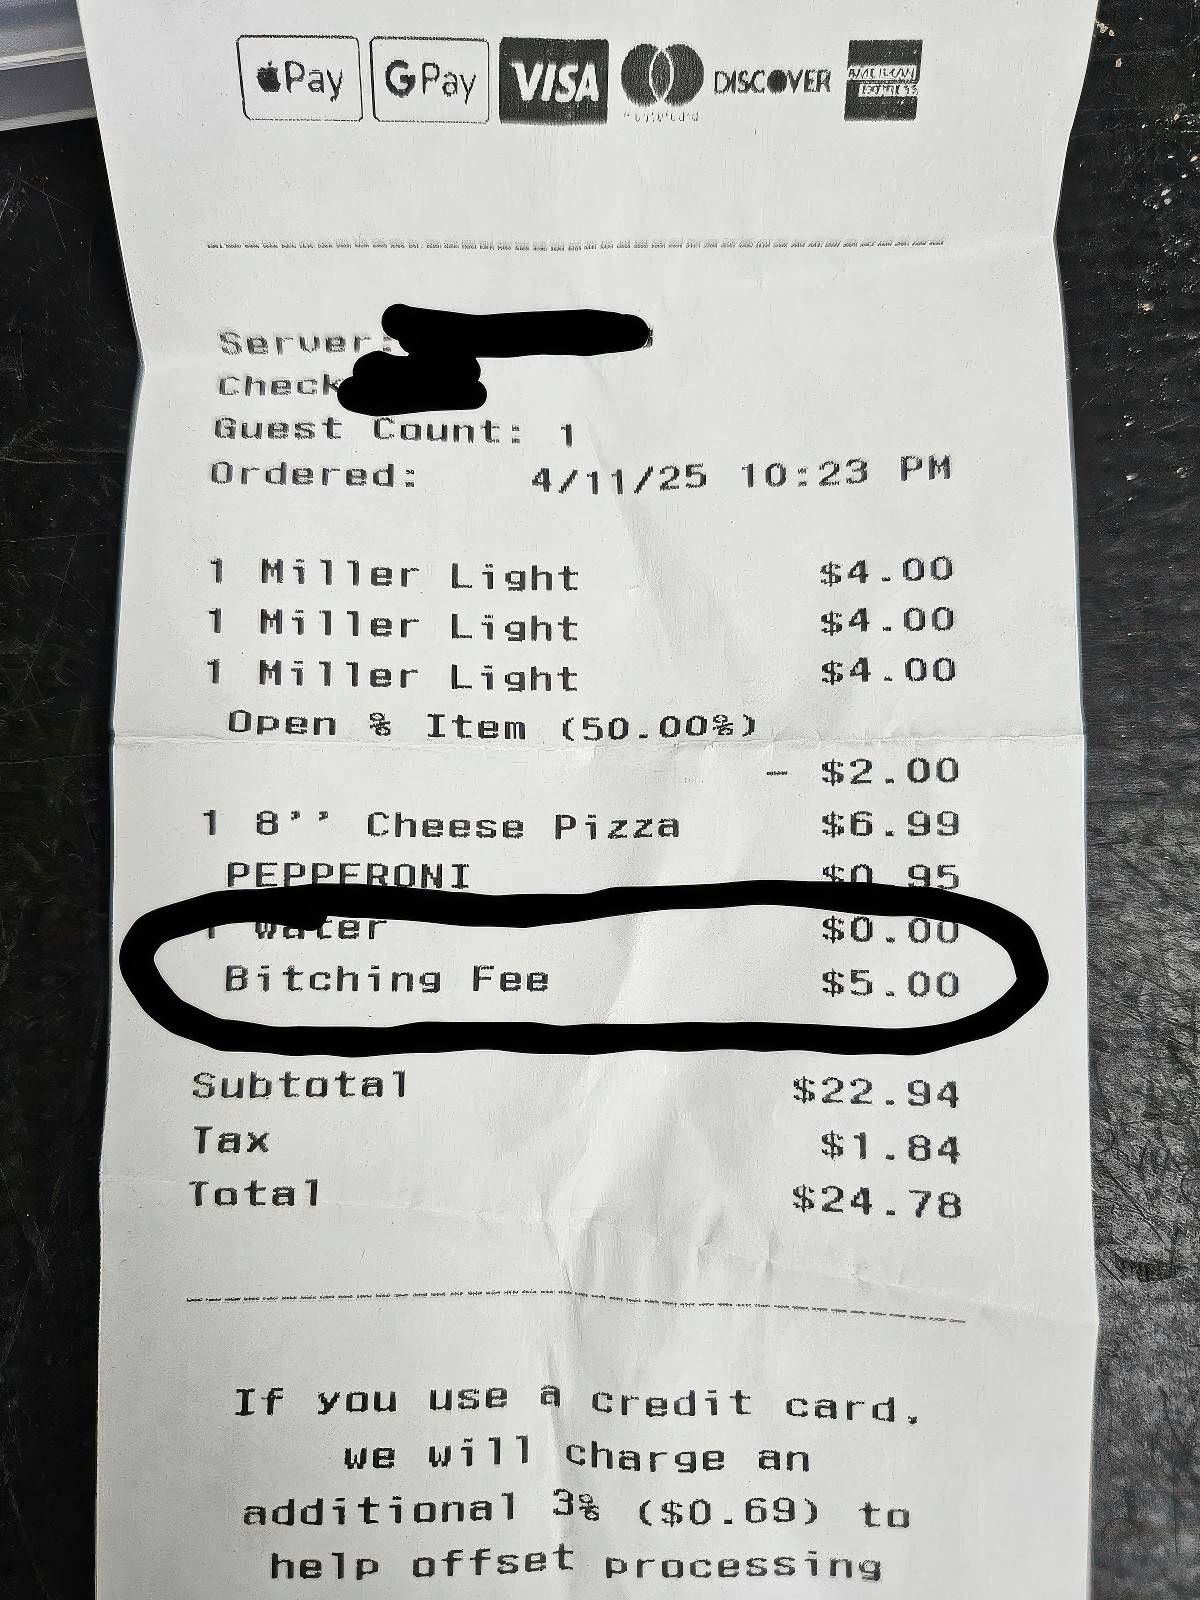 Pay G Pay VISA DISCOVER AMERICAN EXPRESS
Server:
Check
Guest Count: 1
Ordered: 4/11/25 10:23 PM
1 Miller Light $4.00
1 Miller Light $4.00
1 Miller Light $4.00
Open % Item (50.00%)
- $2.00
1 8'' Cheese Pizza $6.99
PEPPERONI $0.95
1 Water $0.00
Bitching Fee $5.00
Subtotal $22.94
Tax $1.84
Total $24.78
If you use a credit card,
we will charge an
additional 3% ($0.69) to
help offset processing